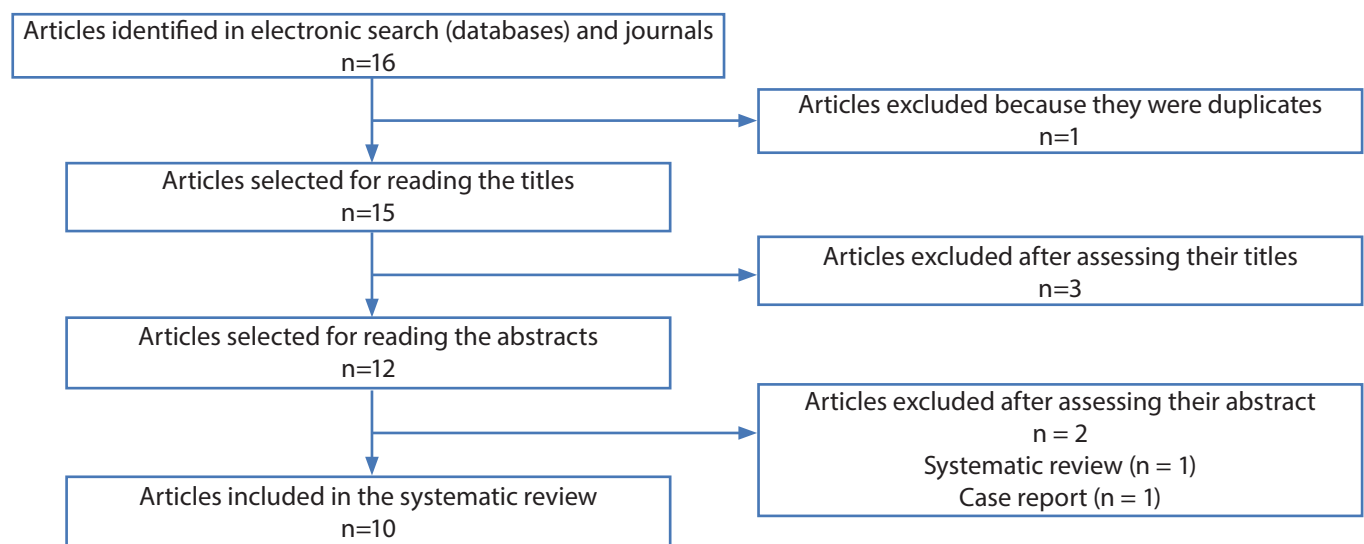 Articles identified in electronic search (databases) and journals
n=16
Articles excluded because they were duplicates
n=1
Articles selected for reading the titles
n=15
Articles excluded after assessing their titles
n=3
Articles selected for reading the abstracts
n=12
Articles excluded after assessing their abstract
n = 2
Systematic review (n = 1)
Case report (n = 1)
Articles included in the systematic review
n=10